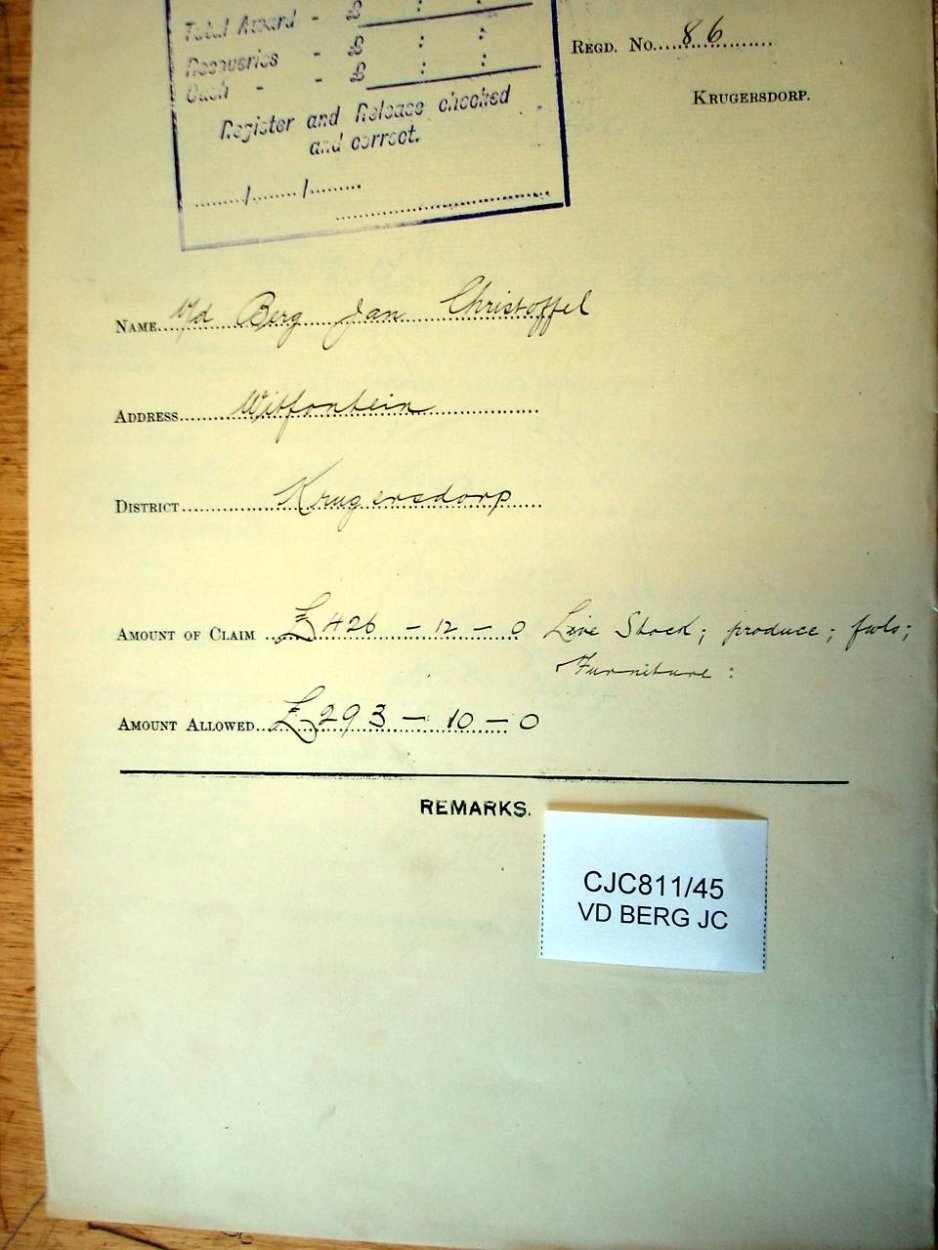 Total Award - £ : :
Recoveries - £ : :
Cash - - £ : :
Register and Release checked
and correct.
......../......../........
REGD. No. 86
KRUGERSDORP.
NAME v/d Berg Jan Christoffel
ADDRESS Witfontein
DISTRICT Krugersdorp
AMOUNT OF CLAIM £426 - 12 - 0 Live Stock; produce; fwls;
Furniture :
AMOUNT ALLOWED £293 - 10 - 0
REMARKS.
CJC811/45
VD BERG JC